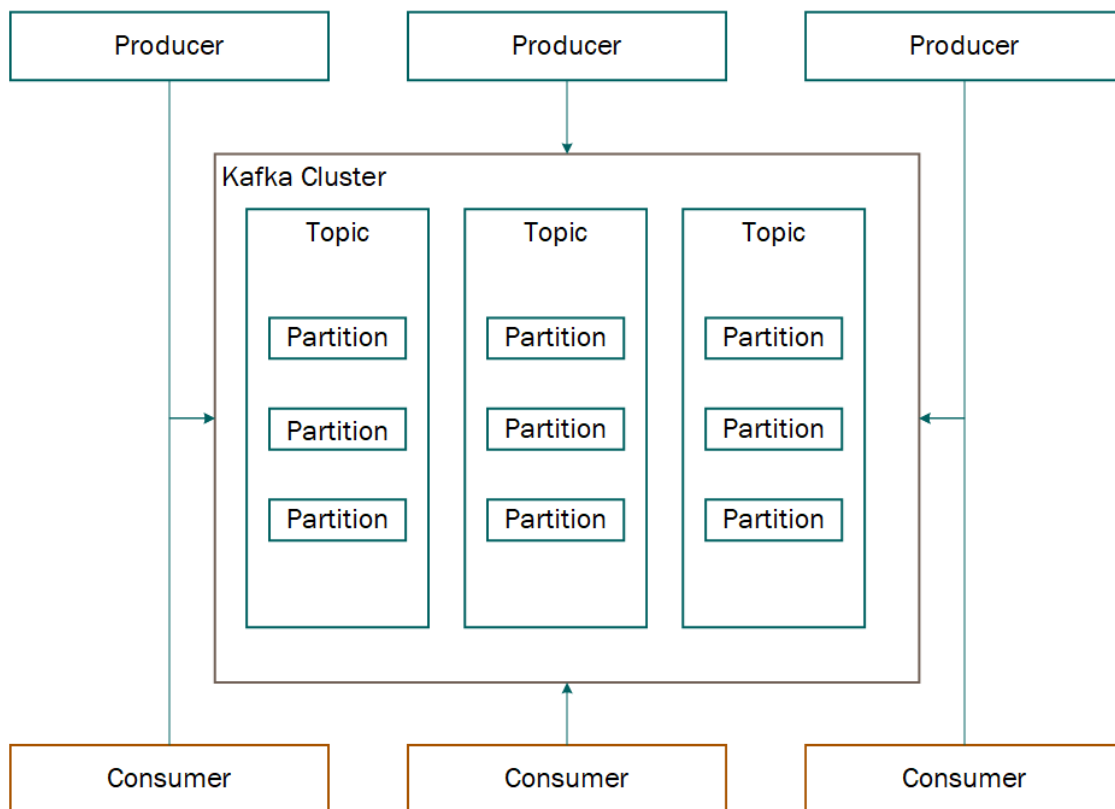 Producer
Producer
Producer
Kafka Cluster
Topic
Topic
Topic
Partition
Partition
Partition
Partition
Partition
Partition
Partition
Partition
Partition
Consumer
Consumer
Consumer